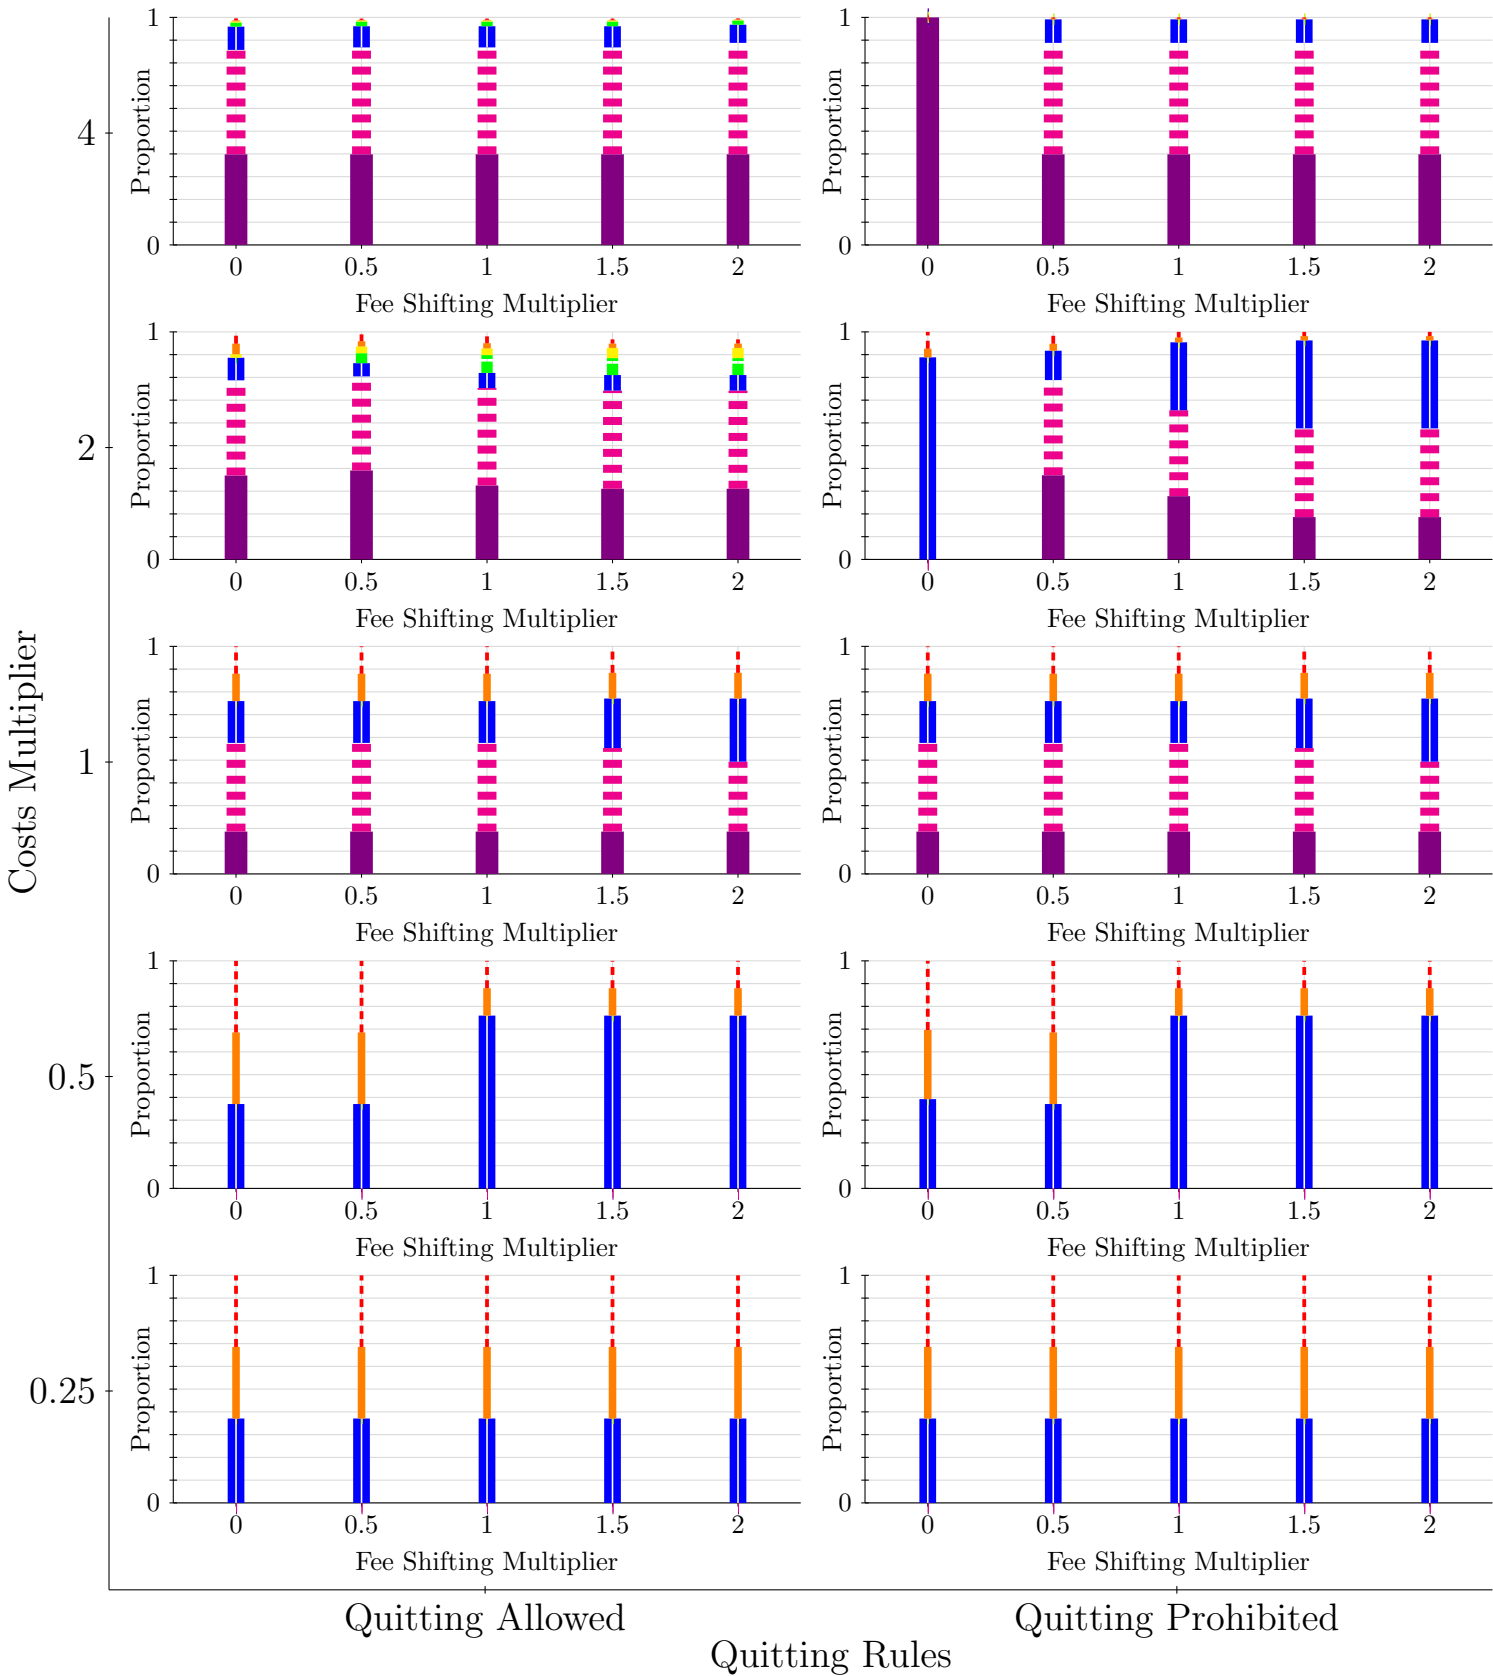 Costs Multiplier
4
Proportion
1
0
0 0.5 1 1.5 2
Fee Shifting Multiplier
Proportion
1
0
0 0.5 1 1.5 2
Fee Shifting Multiplier
2
Proportion
1
0
0 0.5 1 1.5 2
Fee Shifting Multiplier
Proportion
1
0
0 0.5 1 1.5 2
Fee Shifting Multiplier
1
Proportion
1
0
0 0.5 1 1.5 2
Fee Shifting Multiplier
Proportion
1
0
0 0.5 1 1.5 2
Fee Shifting Multiplier
0.5
Proportion
1
0
0 0.5 1 1.5 2
Fee Shifting Multiplier
Proportion
1
0
0 0.5 1 1.5 2
Fee Shifting Multiplier
0.25
Proportion
1
0
0 0.5 1 1.5 2
Fee Shifting Multiplier
Proportion
1
0
0 0.5 1 1.5 2
Fee Shifting Multiplier
Quitting Allowed
Quitting Prohibited
Quitting Rules